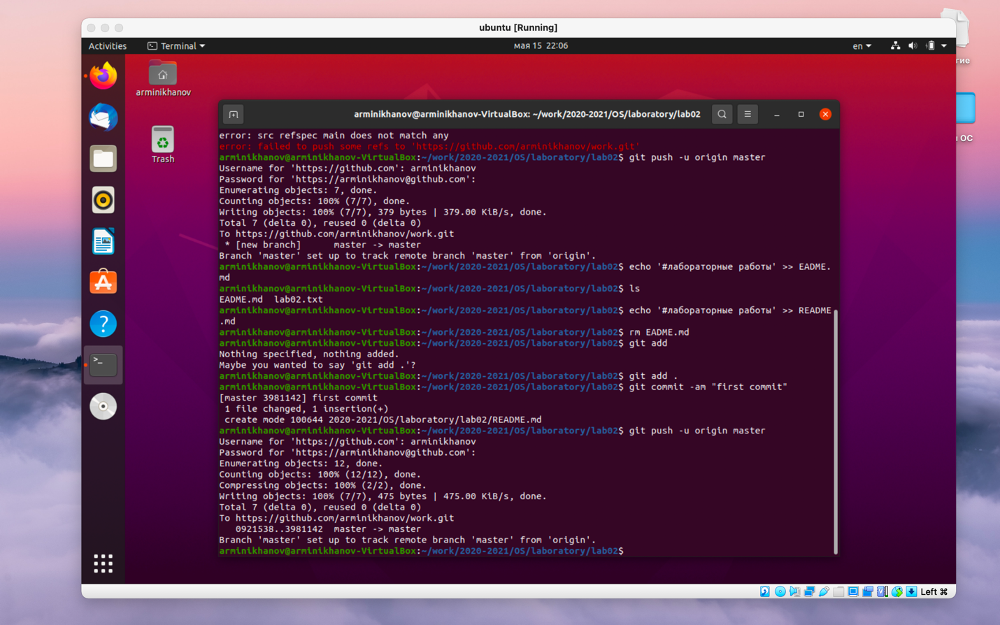 ubuntu [Running]
Activities
Terminal
мая 15 22:06
en
гие
ОС
arminikhanov
Trash
arminikhanov@arminikhanov-VirtualBox: ~/work/2020-2021/OS/laboratory/lab02
error: src refspec main does not match any
error: failed to push some refs to 'https://github.com/arminikhanov/work.git'
arminikhanov@arminikhanov-VirtualBox:~/work/2020-2021/OS/laboratory/lab02$ git push -u origin master
Username for 'https://github.com': arminikhanov
Password for 'https://arminikhanov@github.com':
Enumerating objects: 7, done.
Counting objects: 100% (7/7), done.
Writing objects: 100% (7/7), 379 bytes | 379.00 KiB/s, done.
Total 7 (delta 0), reused 0 (delta 0)
To https://github.com/arminikhanov/work.git
 * [new branch]      master -> master
Branch 'master' set up to track remote branch 'master' from 'origin'.
arminikhanov@arminikhanov-VirtualBox:~/work/2020-2021/OS/laboratory/lab02$ echo '#лабораторные работы' >> EADME.
md
arminikhanov@arminikhanov-VirtualBox:~/work/2020-2021/OS/laboratory/lab02$ ls
EADME.md  lab02.txt
arminikhanov@arminikhanov-VirtualBox:~/work/2020-2021/OS/laboratory/lab02$ echo '#лабораторные работы' >> README
.md
arminikhanov@arminikhanov-VirtualBox:~/work/2020-2021/OS/laboratory/lab02$ rm EADME.md
arminikhanov@arminikhanov-VirtualBox:~/work/2020-2021/OS/laboratory/lab02$ git add
Nothing specified, nothing added.
Maybe you wanted to say 'git add .'?
arminikhanov@arminikhanov-VirtualBox:~/work/2020-2021/OS/laboratory/lab02$ git add .
arminikhanov@arminikhanov-VirtualBox:~/work/2020-2021/OS/laboratory/lab02$ git commit -am "first commit"
[master 3981142] first commit
 1 file changed, 1 insertion(+)
 create mode 100644 2020-2021/OS/laboratory/lab02/README.md
arminikhanov@arminikhanov-VirtualBox:~/work/2020-2021/OS/laboratory/lab02$ git push -u origin master
Username for 'https://github.com': arminikhanov
Password for 'https://arminikhanov@github.com':
Enumerating objects: 12, done.
Counting objects: 100% (12/12), done.
Compressing objects: 100% (2/2), done.
Writing objects: 100% (7/7), 475 bytes | 475.00 KiB/s, done.
Total 7 (delta 0), reused 0 (delta 0)
To https://github.com/arminikhanov/work.git
   0921538..3981142  master -> master
Branch 'master' set up to track remote branch 'master' from 'origin'.
arminikhanov@arminikhanov-VirtualBox:~/work/2020-2021/OS/laboratory/lab02$
Left ⌘